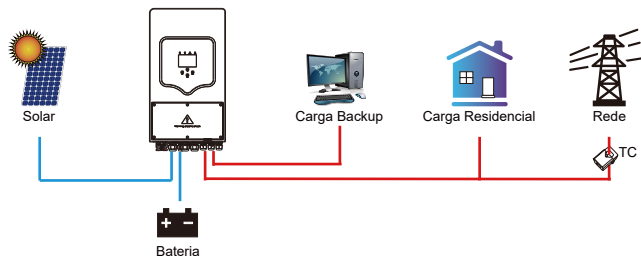 Solar
Carga Backup
Carga Residencial
Rede
TC
Bateria